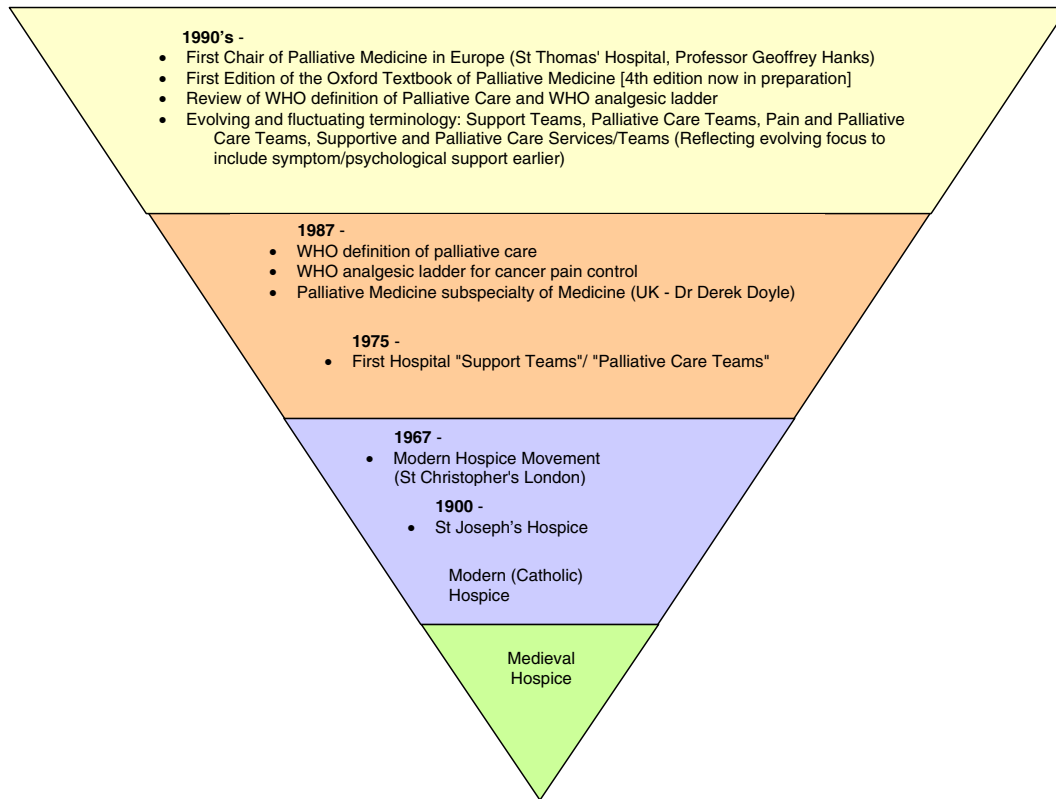 1990's -
• First Chair of Palliative Medicine in Europe (St Thomas' Hospital, Professor Geoffrey Hanks)
• First Edition of the Oxford Textbook of Palliative Medicine [4th edition now in preparation]
• Review of WHO definition of Palliative Care and WHO analgesic ladder
• Evolving and fluctuating terminology: Support Teams, Palliative Care Teams, Pain and Palliative
Care Teams, Supportive and Palliative Care Services/Teams (Reflecting evolving focus to
include symptom/psychological support earlier)
1987 -
• WHO definition of palliative care
• WHO analgesic ladder for cancer pain control
• Palliative Medicine subspecialty of Medicine (UK - Dr Derek Doyle)
1975 -
• First Hospital "Support Teams"/ "Palliative Care Teams"
1967 -
• Modern Hospice Movement
(St Christopher's London)
1900 -
• St Joseph's Hospice
Modern (Catholic)
Hospice
Medieval
Hospice